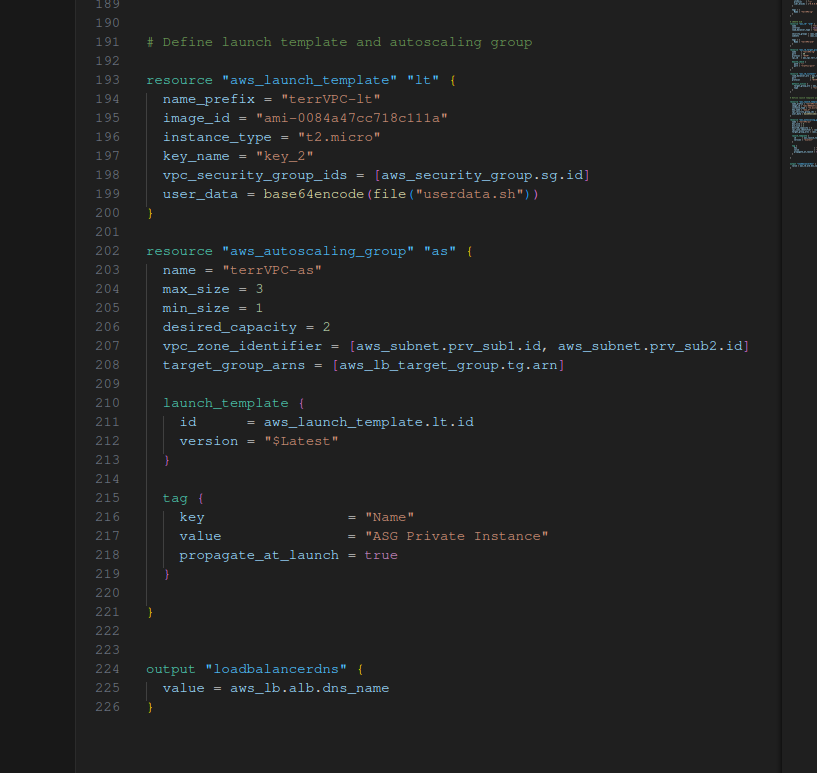 189
190
191 # Define launch template and autoscaling group
192
193 resource "aws_launch_template" "lt" {
194 name_prefix = "terrVPC-lt"
195 image_id = "ami-0084a47cc718c111a"
196 instance_type = "t2.micro"
197 key_name = "key_2"
198 vpc_security_group_ids = [aws_security_group.sg.id]
199 user_data = base64encode(file("userdata.sh"))
200 }
201
202 resource "aws_autoscaling_group" "as" {
203 name = "terrVPC-as"
204 max_size = 3
205 min_size = 1
206 desired_capacity = 2
207 vpc_zone_identifier = [aws_subnet.prv_sub1.id, aws_subnet.prv_sub2.id]
208 target_group_arns = [aws_lb_target_group.tg.arn]
209
210 launch_template {
211 id      = aws_launch_template.lt.id
212 version = "$Latest"
213 }
214
215 tag {
216 key                 = "Name"
217 value               = "ASG Private Instance"
218 propagate_at_launch = true
219 }
220
221 }
222
223
224 output "loadbalancerdns" {
225 value = aws_lb.alb.dns_name
226 }